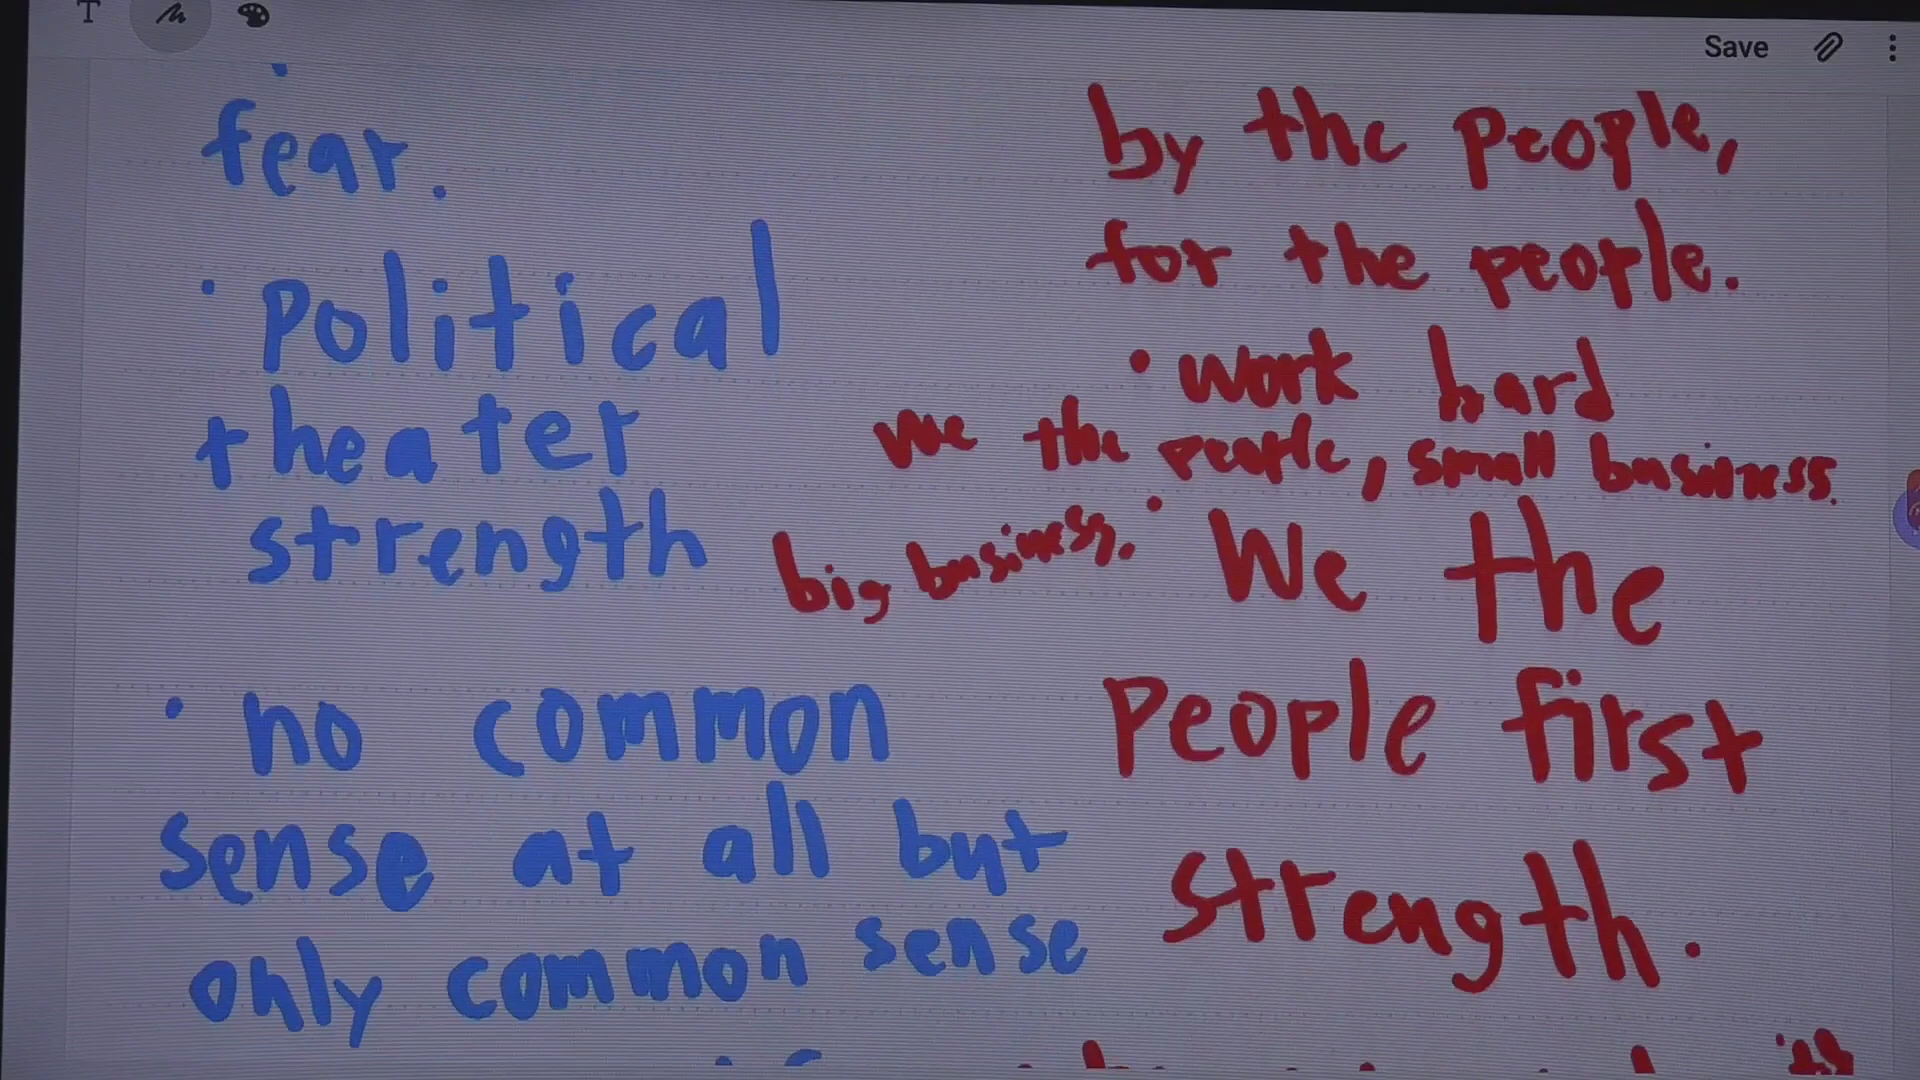 T
Save
fear.
• political
theater
strength
• no common
sense at all but
only common sense
by the people,
for the people.
• work hard
we the people, small business.
big business.
• We the
People first
strength.